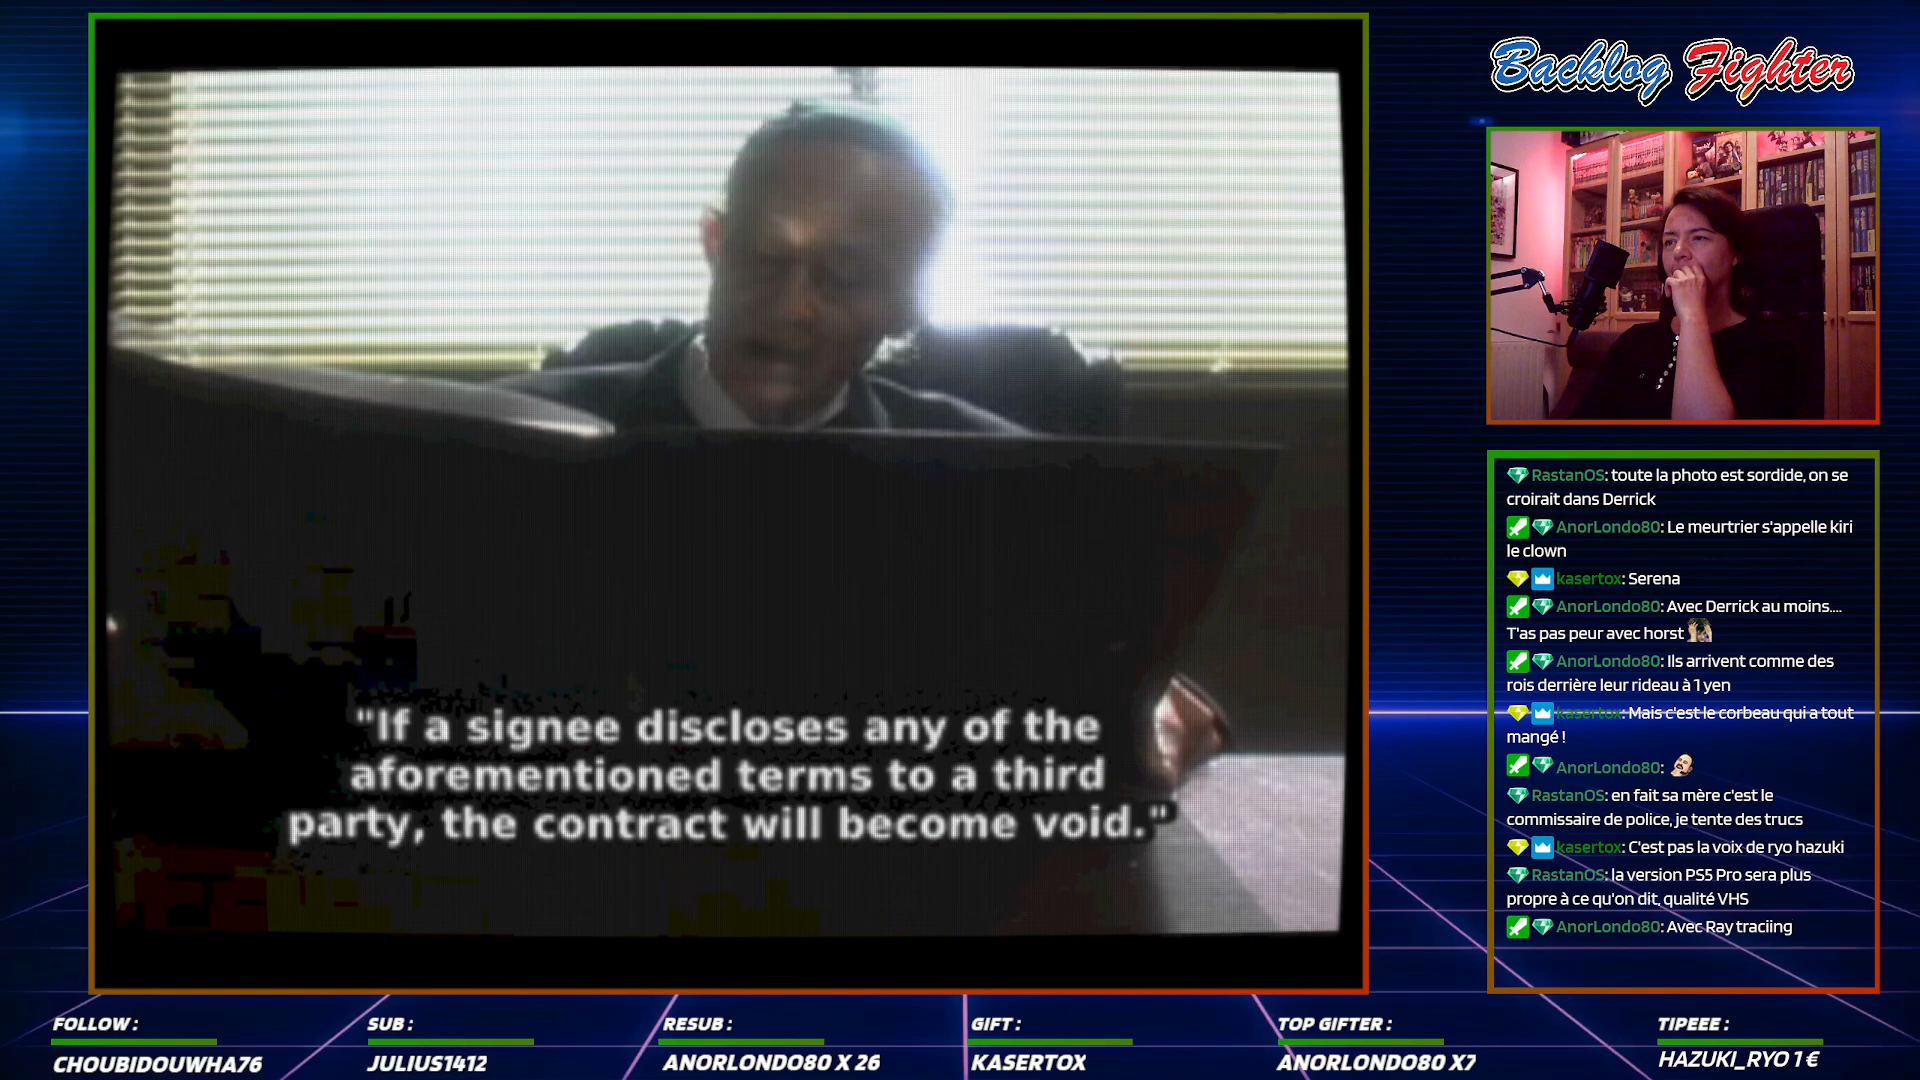 Backlog Fighter
"If a signee discloses any of the
aforementioned terms to a third
party, the contract will become void."
RastanOS: toute la photo est sordide, on se
croirait dans Derrick
AnorLondo80: Le meurtrier s'appelle kiri
le clown
kasertox: Serena
AnorLondo80: Avec Derrick au moins....
T'as pas peur avec horst
AnorLondo80: Ils arrivent comme des
rois derrière leur rideau à 1 yen
kasertox: Mais c'est le corbeau qui a tout
mangé !
AnorLondo80:
RastanOS: en fait sa mère c'est le
commissaire de police, je tente des trucs
kasertox: C'est pas la voix de ryo hazuki
RastanOS: la version PS5 Pro sera plus
propre à ce qu'on dit, qualité VHS
AnorLondo80: Avec Ray traciing
FOLLOW :
CHOUBIDOUWHA76
SUB :
JULIUS1412
RESUB :
ANORLONDO80 X 26
GIFT :
KASERTOX
TOP GIFTER :
ANORLONDO80 X7
TIPEEE :
HAZUKI_RYO 1 €